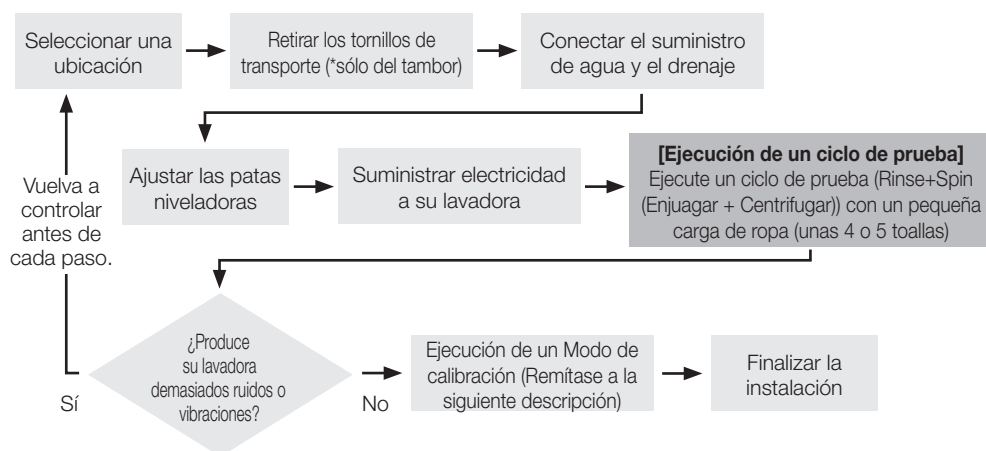 Seleccionar una
ubicación
Retirar los tornillos de
transporte (*sólo del tambor)
Conectar el suministro
de agua y el drenaje
Ajustar las patas
niveladoras
Suministrar electricidad
a su lavadora
[Ejecución de un ciclo de prueba]
Ejecute un ciclo de prueba (Rinse+Spin
(Enjuagar + Centrifugar)) con un pequeña
carga de ropa (unas 4 o 5 toallas)
Vuelva a
controlar
antes de
cada paso.
¿Produce
su lavadora
demasiados ruidos o
vibraciones?
Sí
No
Ejecución de un Modo de
calibración (Remítase a la
siguiente descripción)
Finalizar la
instalación